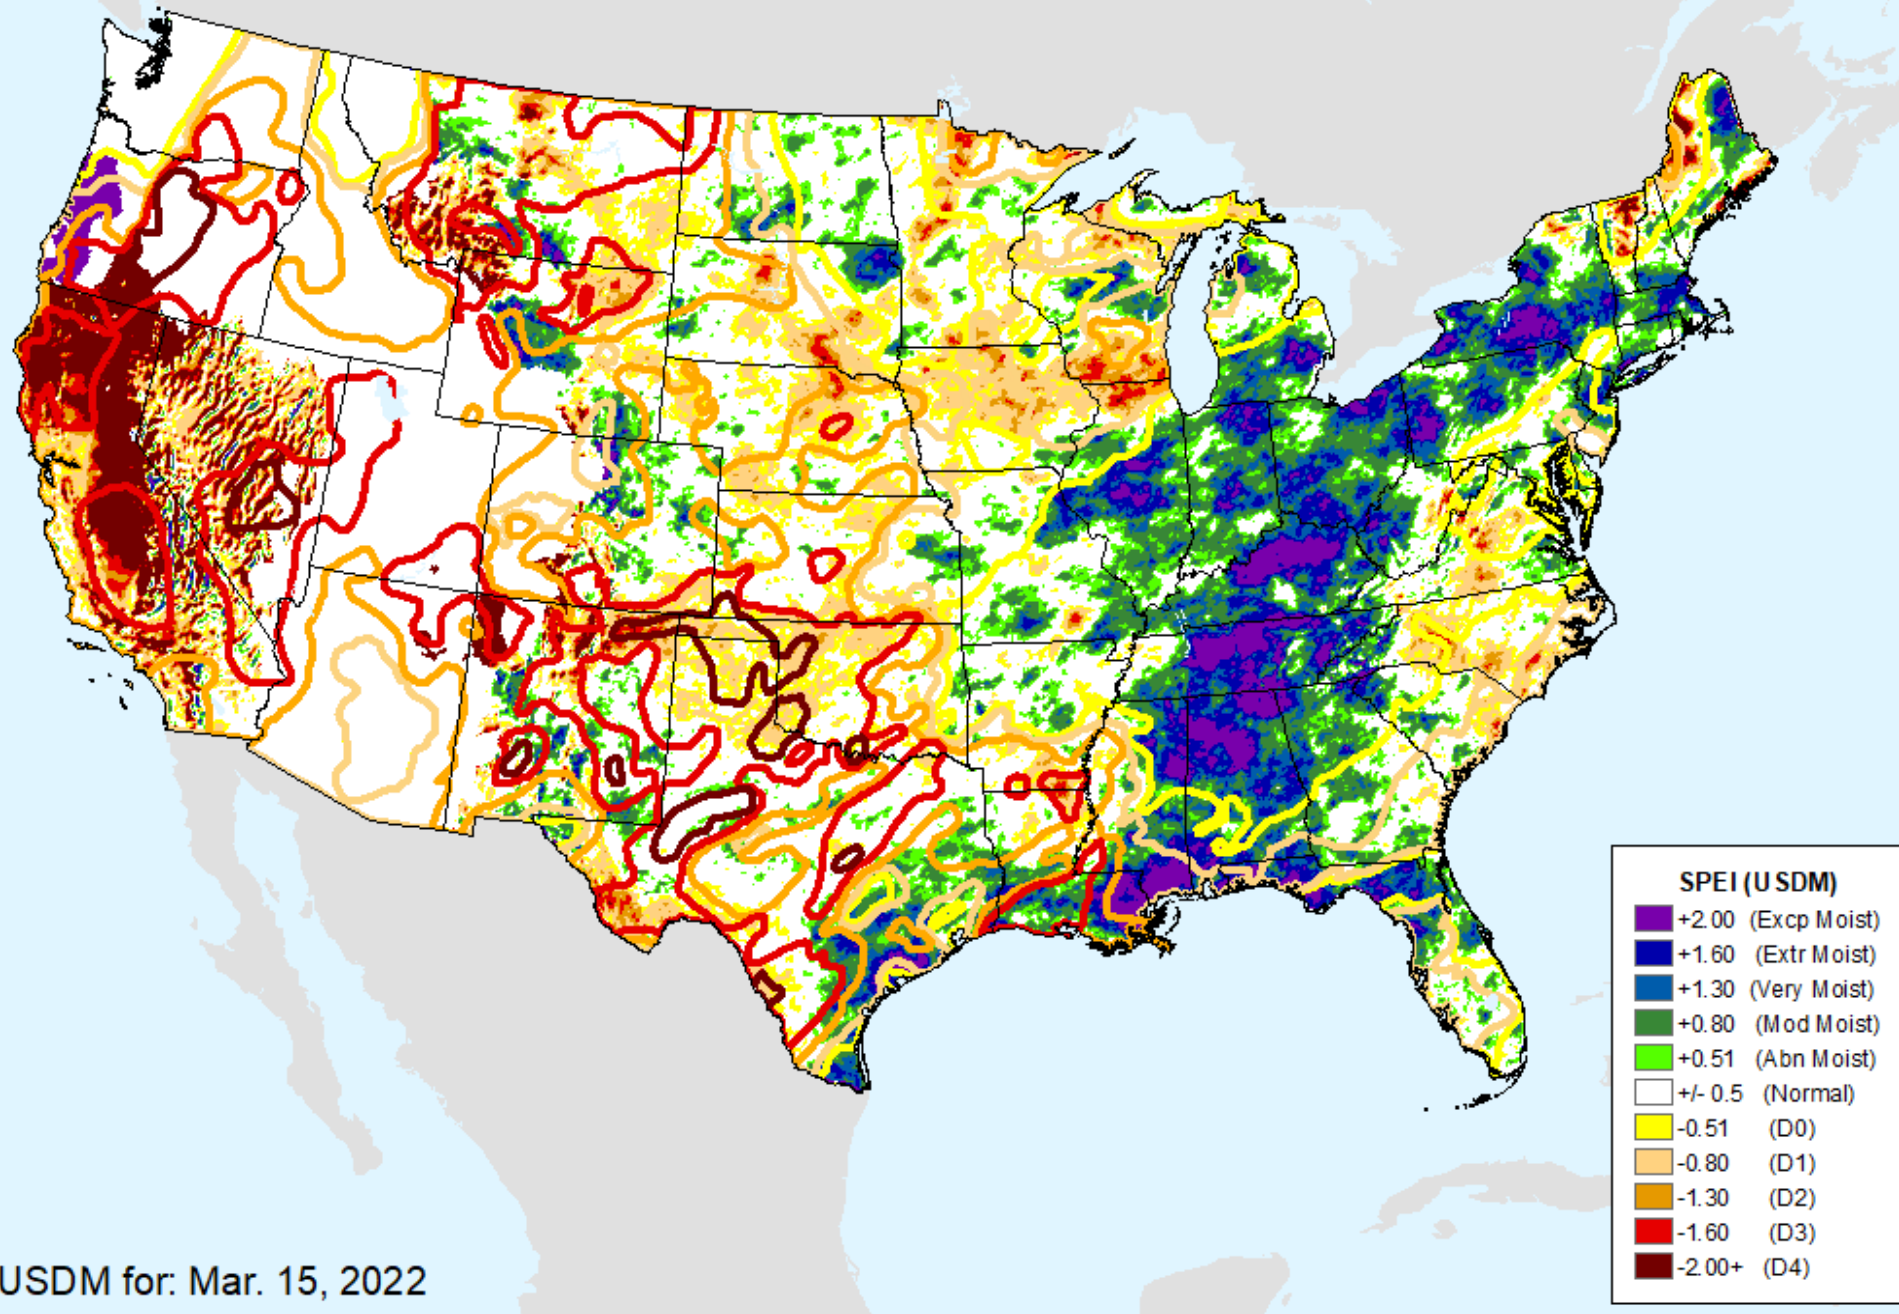 SPEI (USDM)
+2.00 (Excp Moist)
+1.60 (Extr Moist)
+1.30 (Very Moist)
+0.80 (Mod Moist)
+0.51 (Abn Moist)
+/- 0.5 (Normal)
-0.51 (D0)
-0.80 (D1)
-1.30 (D2)
-1.60 (D3)
-2.00+ (D4)
USDM for: Mar. 15, 2022